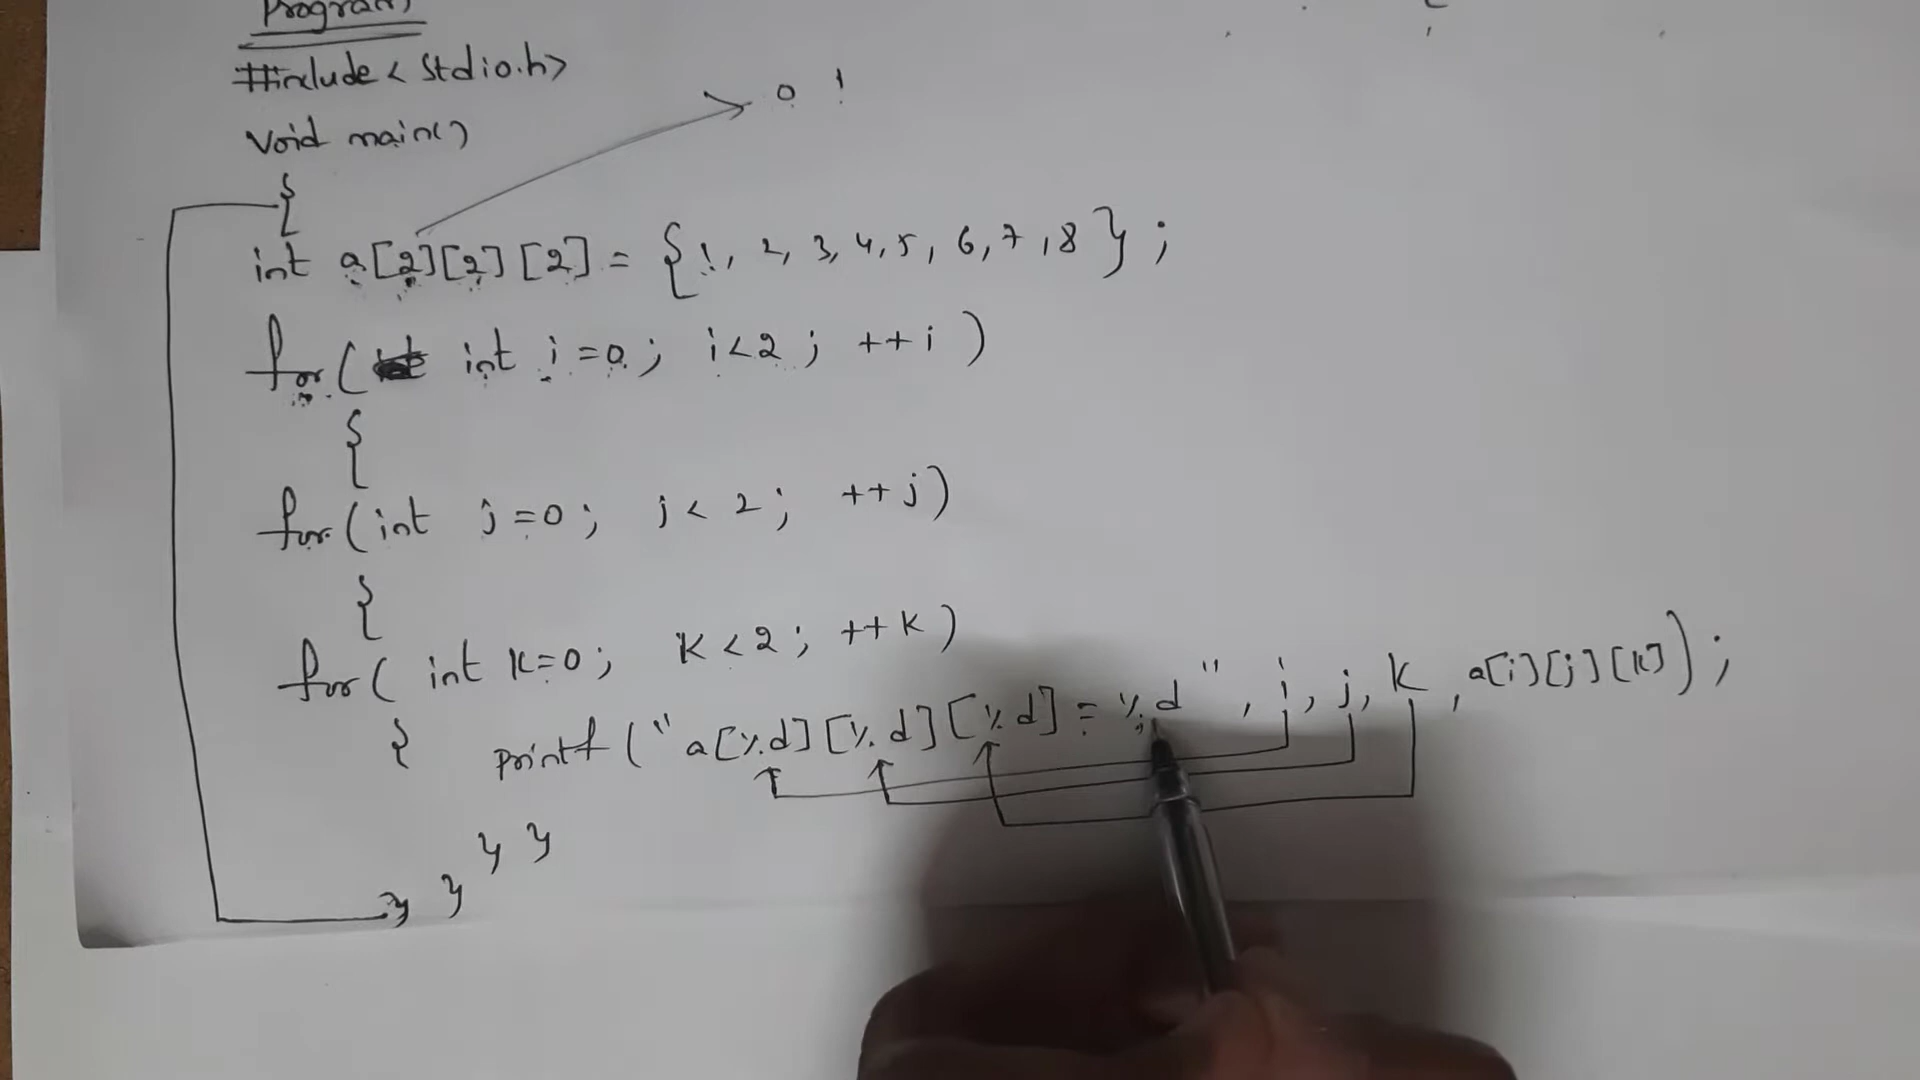 Program
#include < stdio.h>
void main()
0 1
{
int a[2][2][2] = {1, 2, 3, 4, 5, 6, 7, 8 } ;
for( int i=0; i<2; ++i )
{
for(int j=0; j< 2; ++j)
{
for( int k=0; k<2; ++k)
{ printf ("a[%d][%d][%d] = %d", i, j, k, a[i][j][k]);
} }
} }